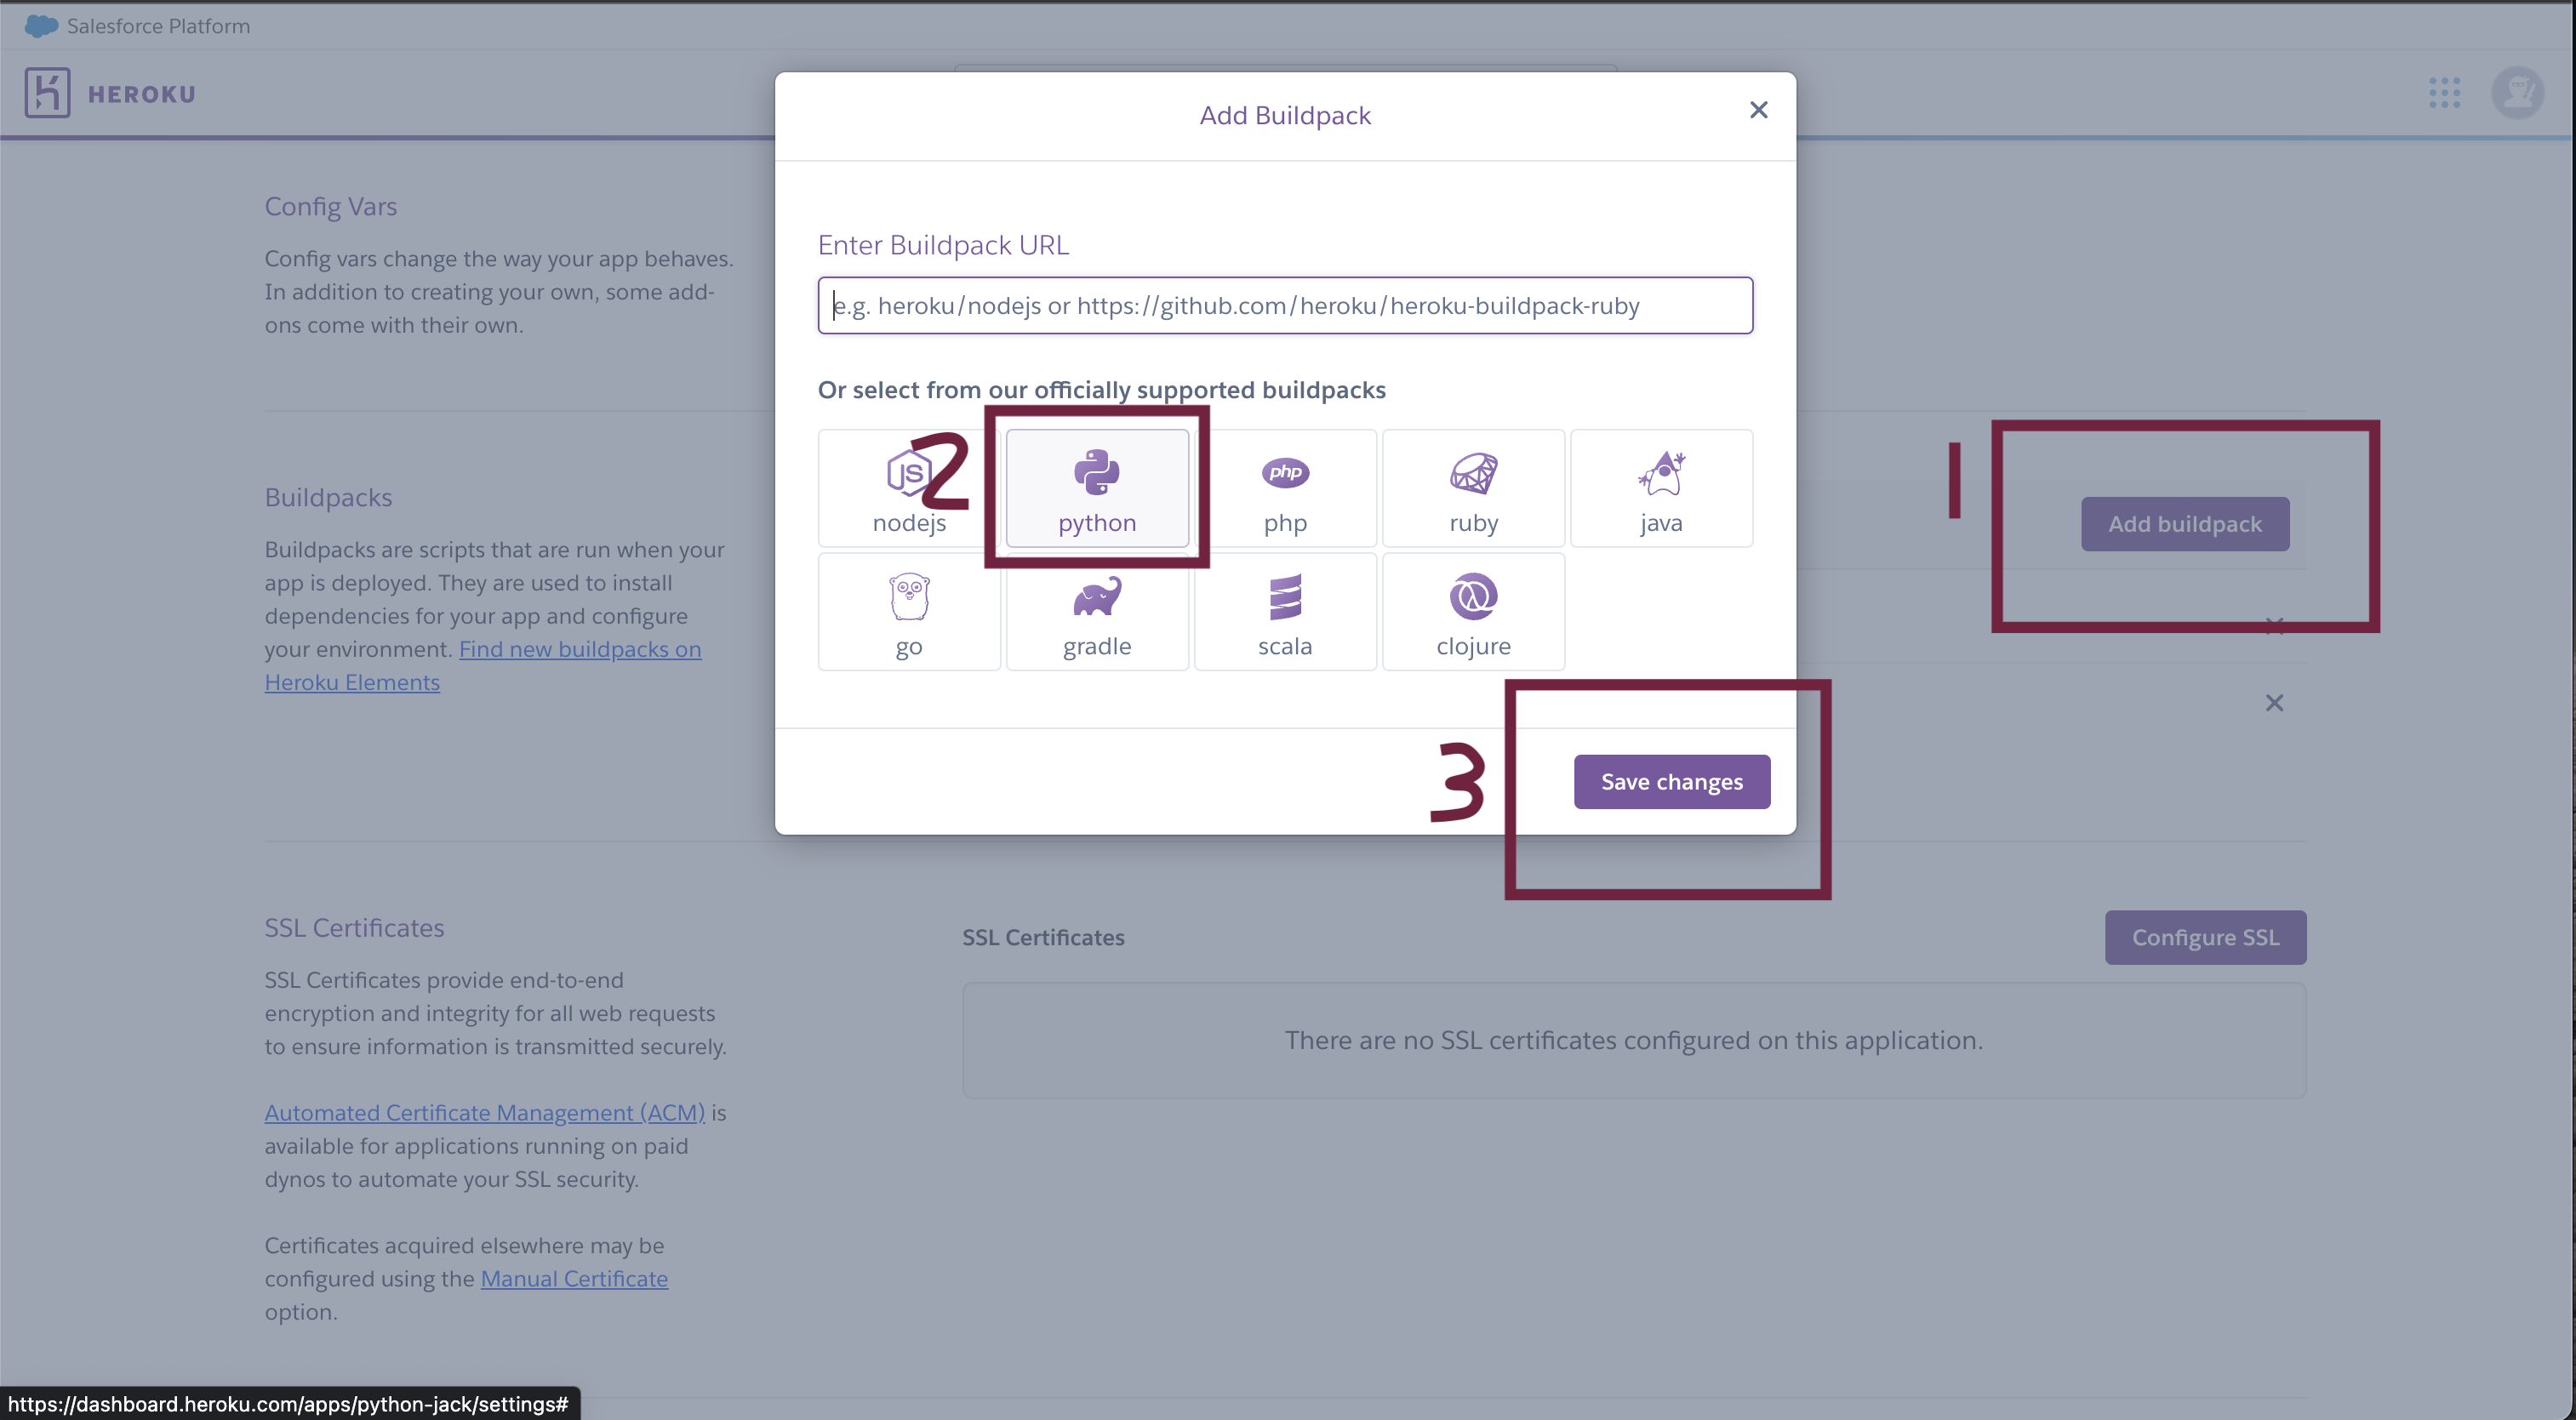 Salesforce Platform
HEROKU
Add Buildpack
Config Vars
Config vars change the way your app behaves.
In addition to creating your own, some add-
ons come with their own.
Enter Buildpack URL
e.g. heroku/nodejs or https://github.com/heroku/heroku-buildpack-ruby
Or select from our officially supported buildpacks
JS
nodejs
2
python
php
php
ruby
java
go
gradle
scala
clojure
1
Add buildpack
Buildpacks
Buildpacks are scripts that are run when your
app is deployed. They are used to install
dependencies for your app and configure
your environment. Find new buildpacks on
Heroku Elements
3
Save changes
SSL Certificates
SSL Certificates provide end-to-end
encryption and integrity for all web requests
to ensure information is transmitted securely.
Automated Certificate Management (ACM) is
available for applications running on paid
dynos to automate your SSL security.
Certificates acquired elsewhere may be
configured using the Manual Certificate
option.
SSL Certificates
Configure SSL
There are no SSL certificates configured on this application.
https://dashboard.heroku.com/apps/python-jack/settings#